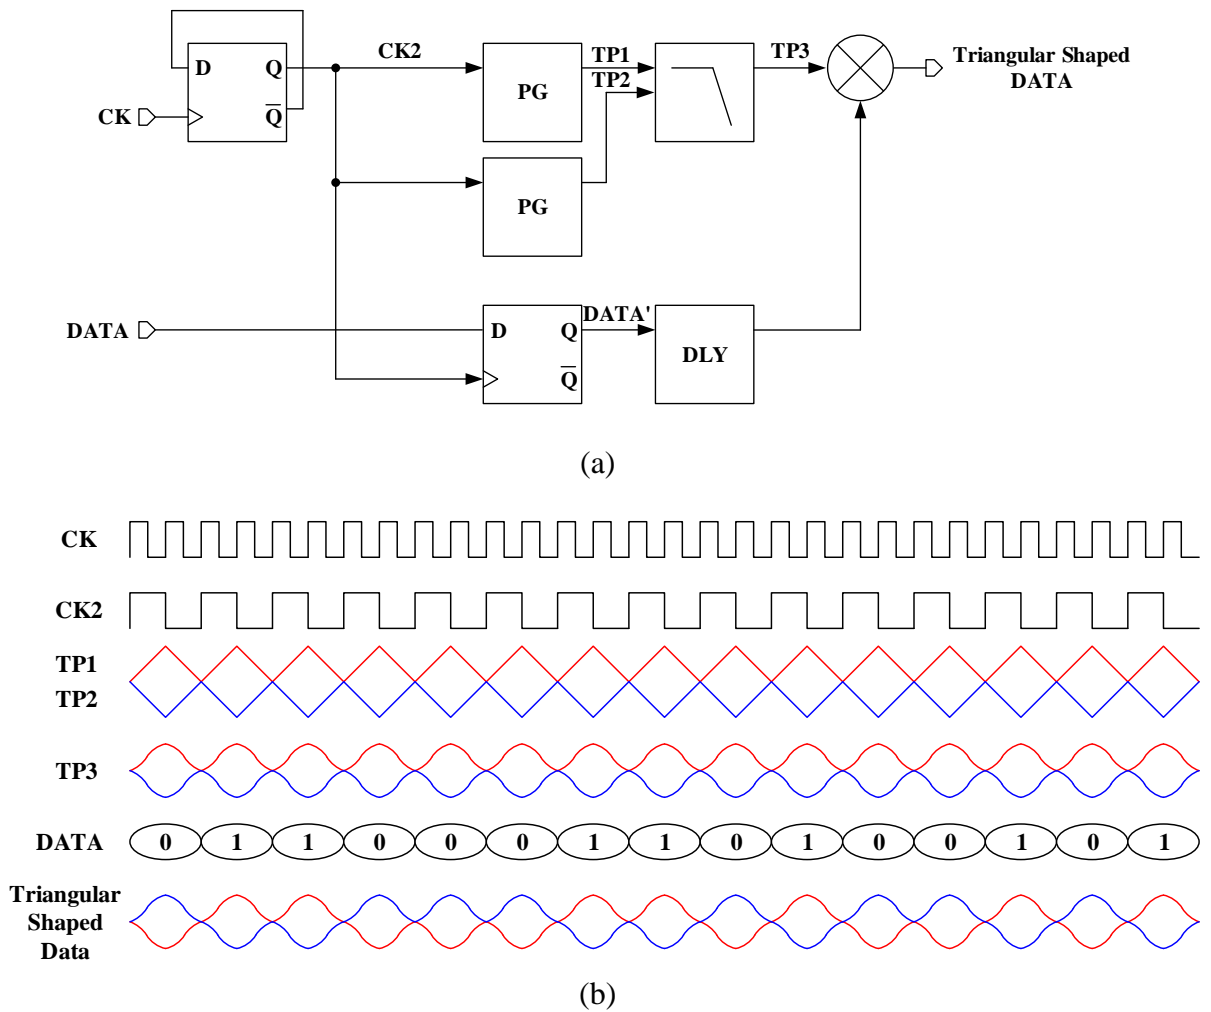 CK2
TP1
TP3
Triangular Shaped
DATA
D
Q
PG
TP2
CK
Q
PG
DATA
D
Q
DATA'
DLY
Q
(a)
CK
CK2
TP1
TP2
TP3
DATA
0 1 1 0 0 0 1 1 0 1 0 0 1 0 1
Triangular
Shaped
Data
(b)